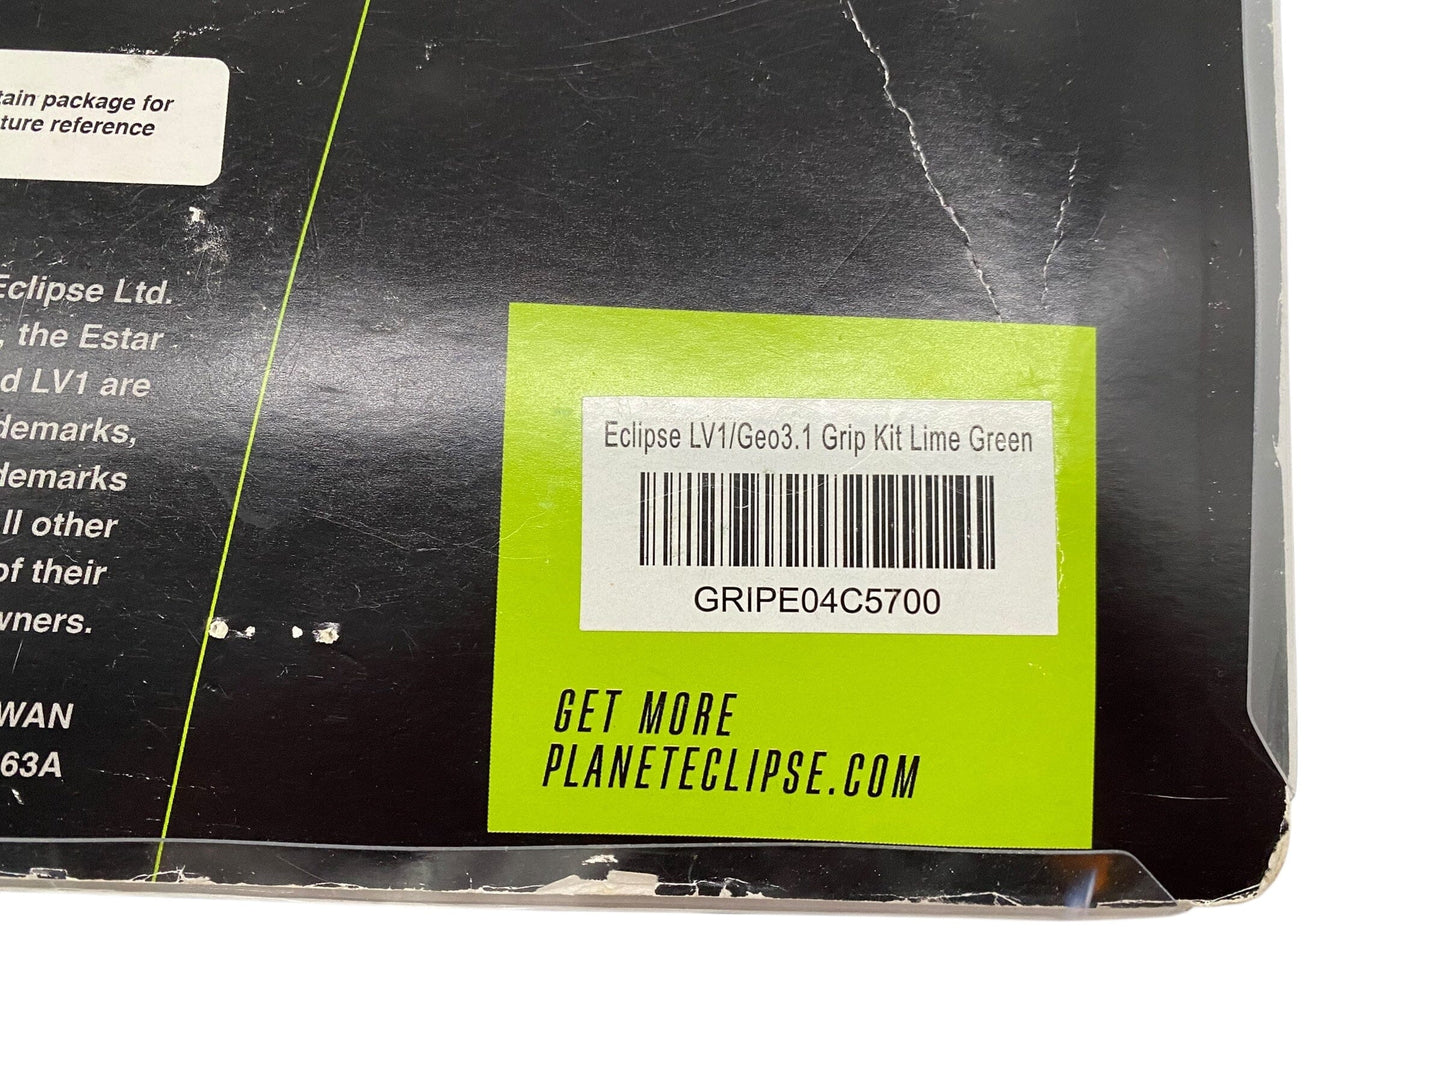 tain package for
ture reference
Eclipse Ltd.
, the Estar
d LV1 are
demarks,
demarks
ll other
of their
wners.
WAN
63A
Eclipse LV1/Geo3.1 Grip Kit Lime Green
GRIPE04C5700
GET MORE
PLANETECLIPSE.COM